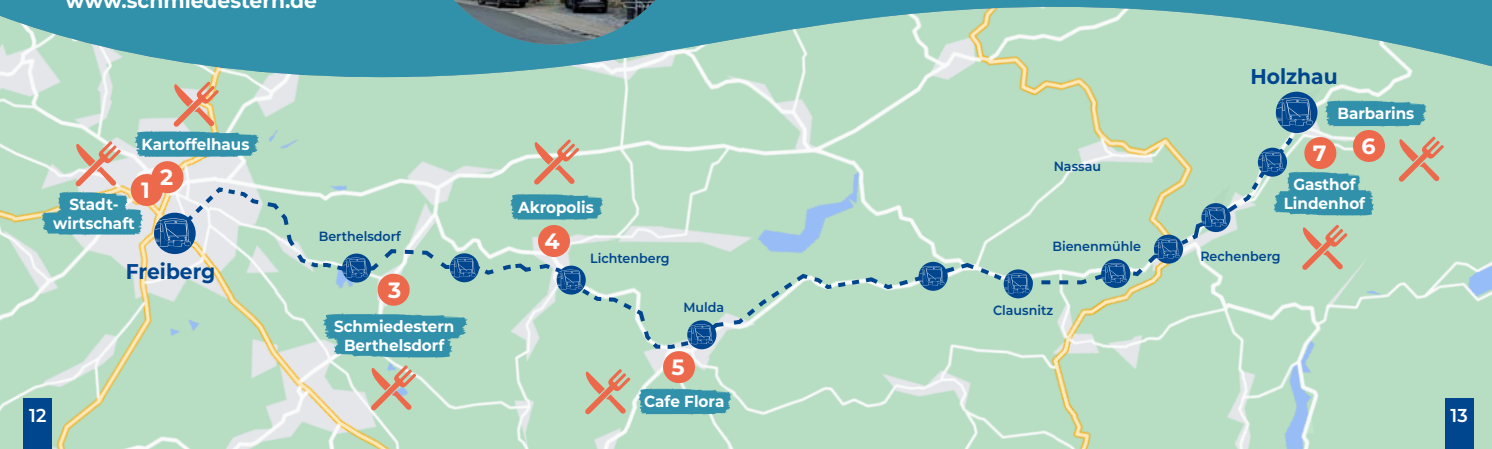 www.schmiedestern.de
Holzhau
Barbarins
Kartoffelhaus
6
7
Nassau
2
1
Gasthof
Lindenhof
Stadt-
wirtschaft
Akropolis
4
Berthelsdorf
Bienenmühle
Rechenberg
Lichtenberg
Freiberg
3
Mulda
Clausnitz
Schmiedestern
Berthelsdorf
5
Cafe Flora
12
13